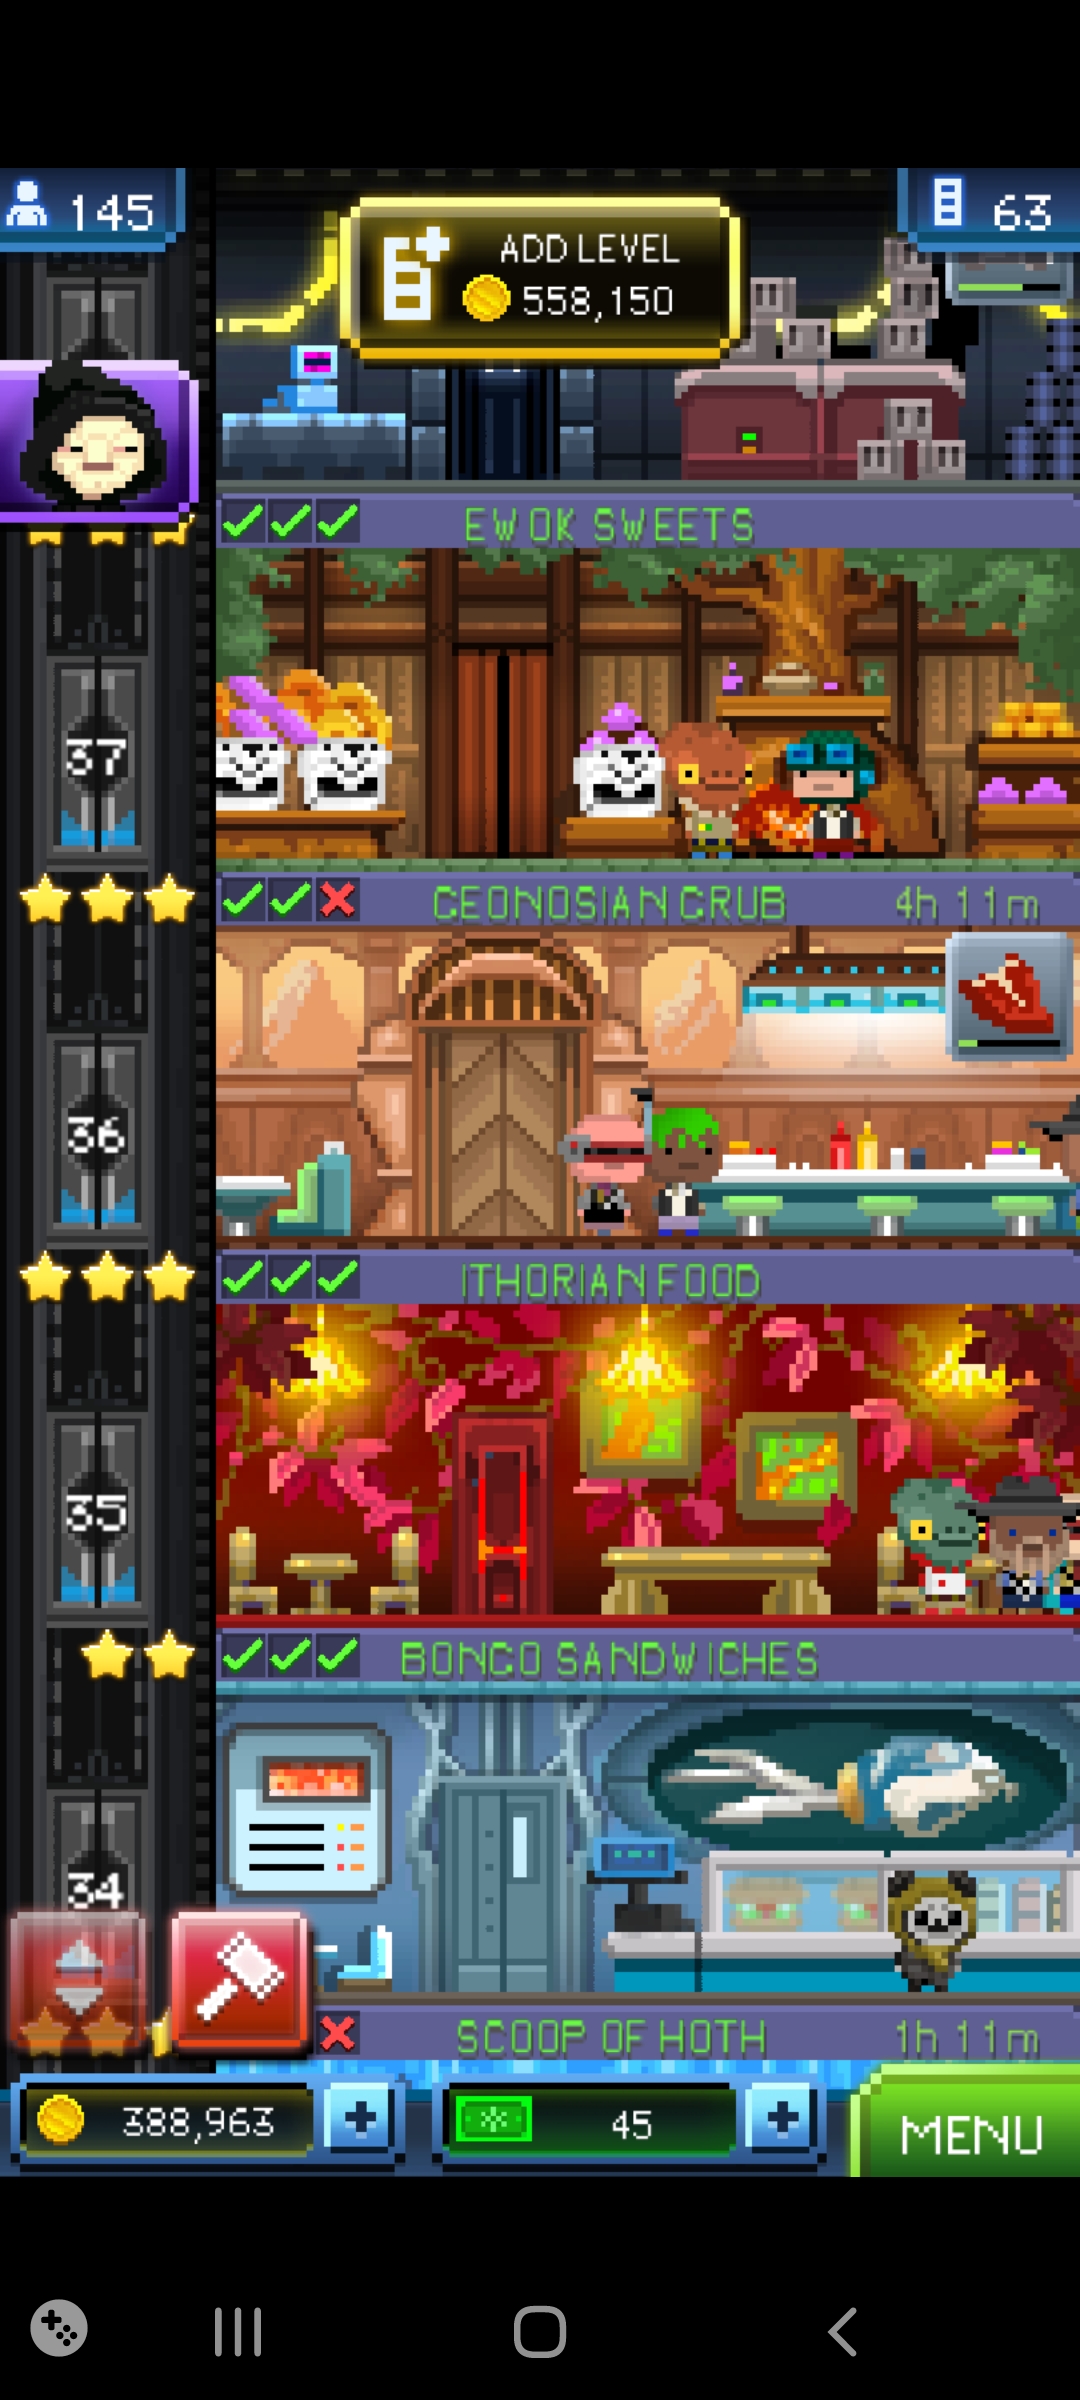 145
ADD LEVEL
558,150
63
EWOK SWEETS
37
GEONOSIAN GRUB 4h 11m
36
ITHORIAN FOOD
35
BONGO SANDWICHES
34
SCOOP OF HOTH 1h 11m
388,963
45
MENU